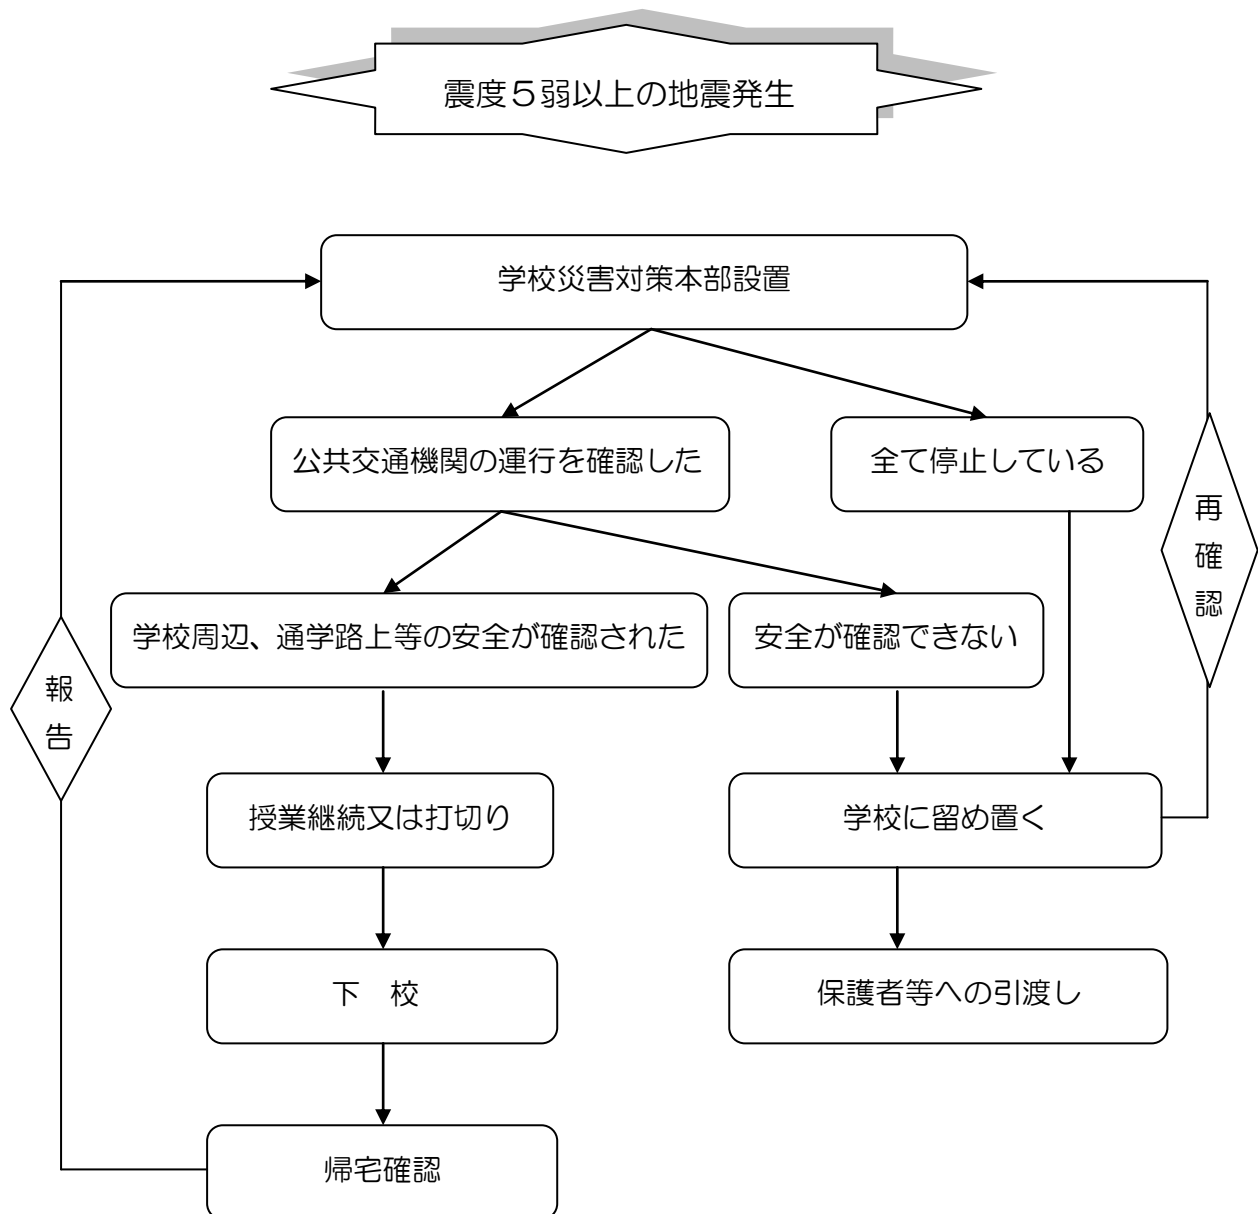 震度５弱以上の地震発生
学校災害対策本部設置
公共交通機関の運行を確認した
全て停止している
再確認
学校周辺、通学路上等の安全が確認された
安全が確認できない
報告
授業継続又は打切り
学校に留め置く
下　校
保護者等への引渡し
帰宅確認